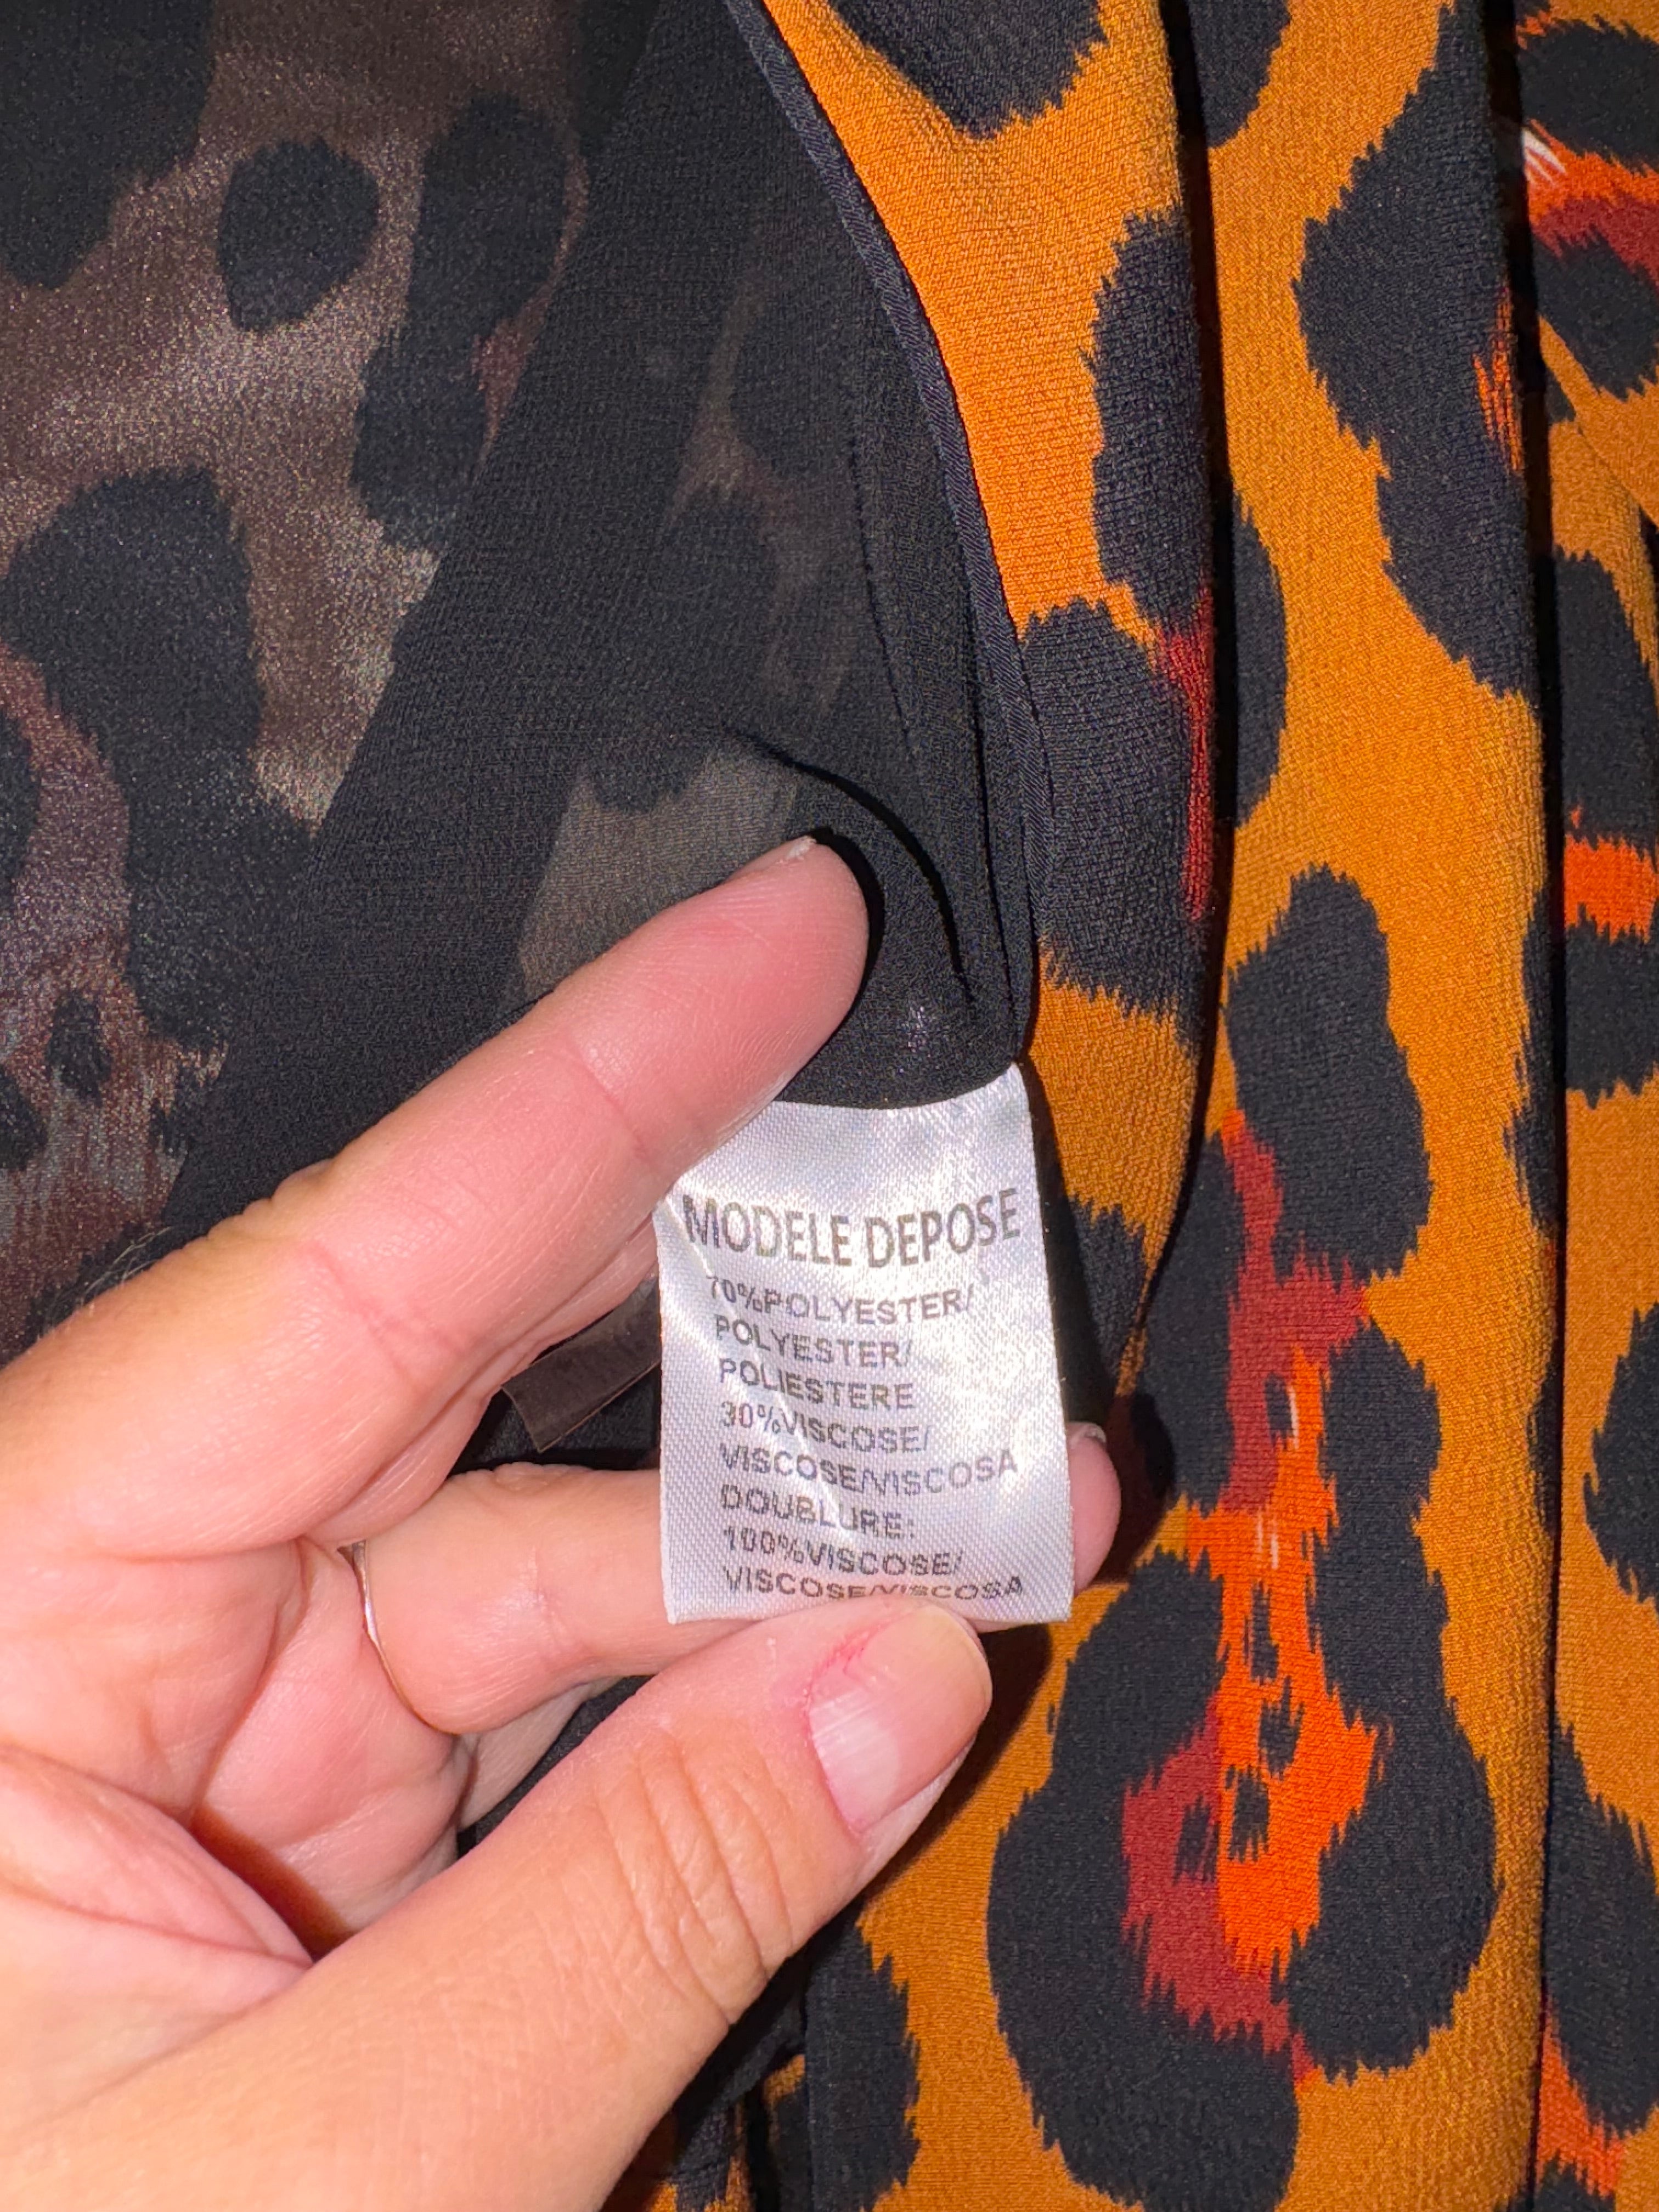 MODELE DEPOSE
70%POLYESTER/
POLYESTER/
POLIESTERE
30%VISCOSE/
VISCOSE/VISCOSA
DOUBLURE:
100%VISCOSE/
VISCOSE/VISCOSA